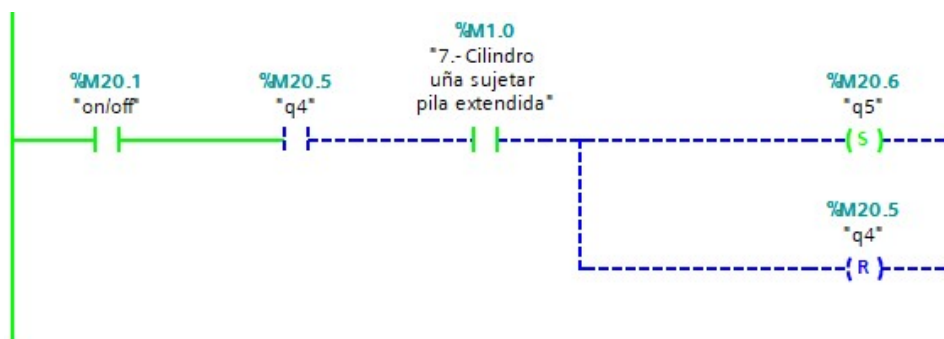 %M1.0
"7.- Cilindro
uña sujetar
pila extendida"
%M20.1
"on/off"
%M20.5
"q4"
%M20.6
"q5"
S
%M20.5
"q4"
R